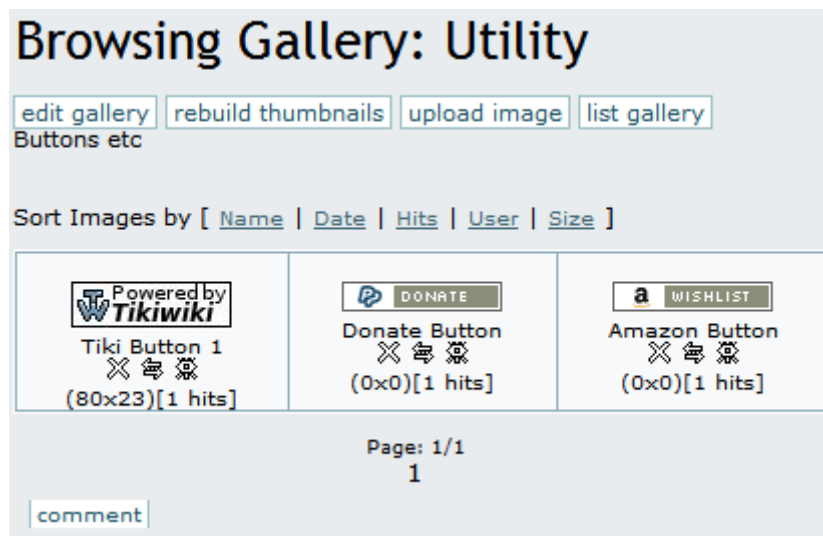 Browsing Gallery: Utility
edit gallery rebuild thumbnails upload image list gallery
Buttons etc
Sort Images by [ Name | Date | Hits | User | Size ]
Powered by
TW Tikiwiki
Tiki Button 1
(80x23)[1 hits]
DONATE
Donate Button
(0x0)[1 hits]
a WISHLIST
Amazon Button
(0x0)[1 hits]
Page: 1/1
1
comment